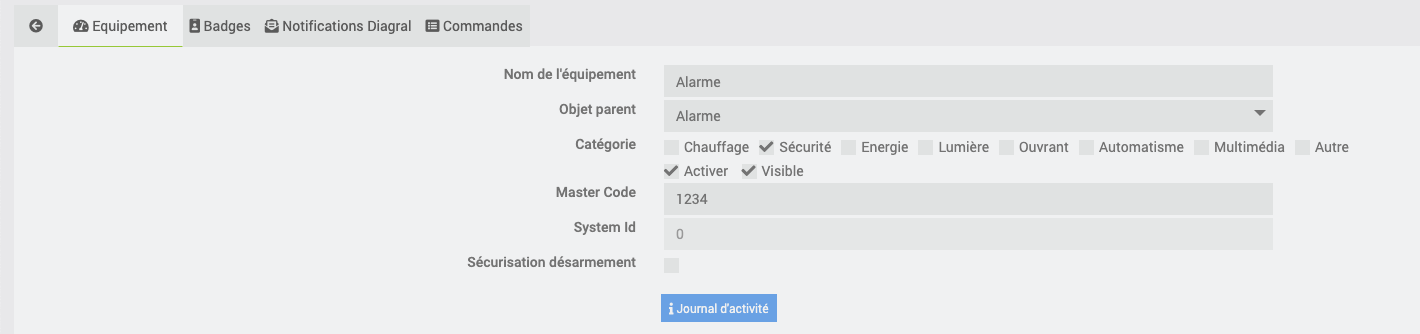 Equipement Badges Notifications Diagral Commandes
Nom de l'équipement Alarme
Objet parent Alarme
Catégorie Chauffage Sécurité Energie Lumière Ouvrant Automatisme Multimédia Autre
Activer Visible
Master Code 1234
System Id 0
Sécurisation désarmement
Journal d'activité